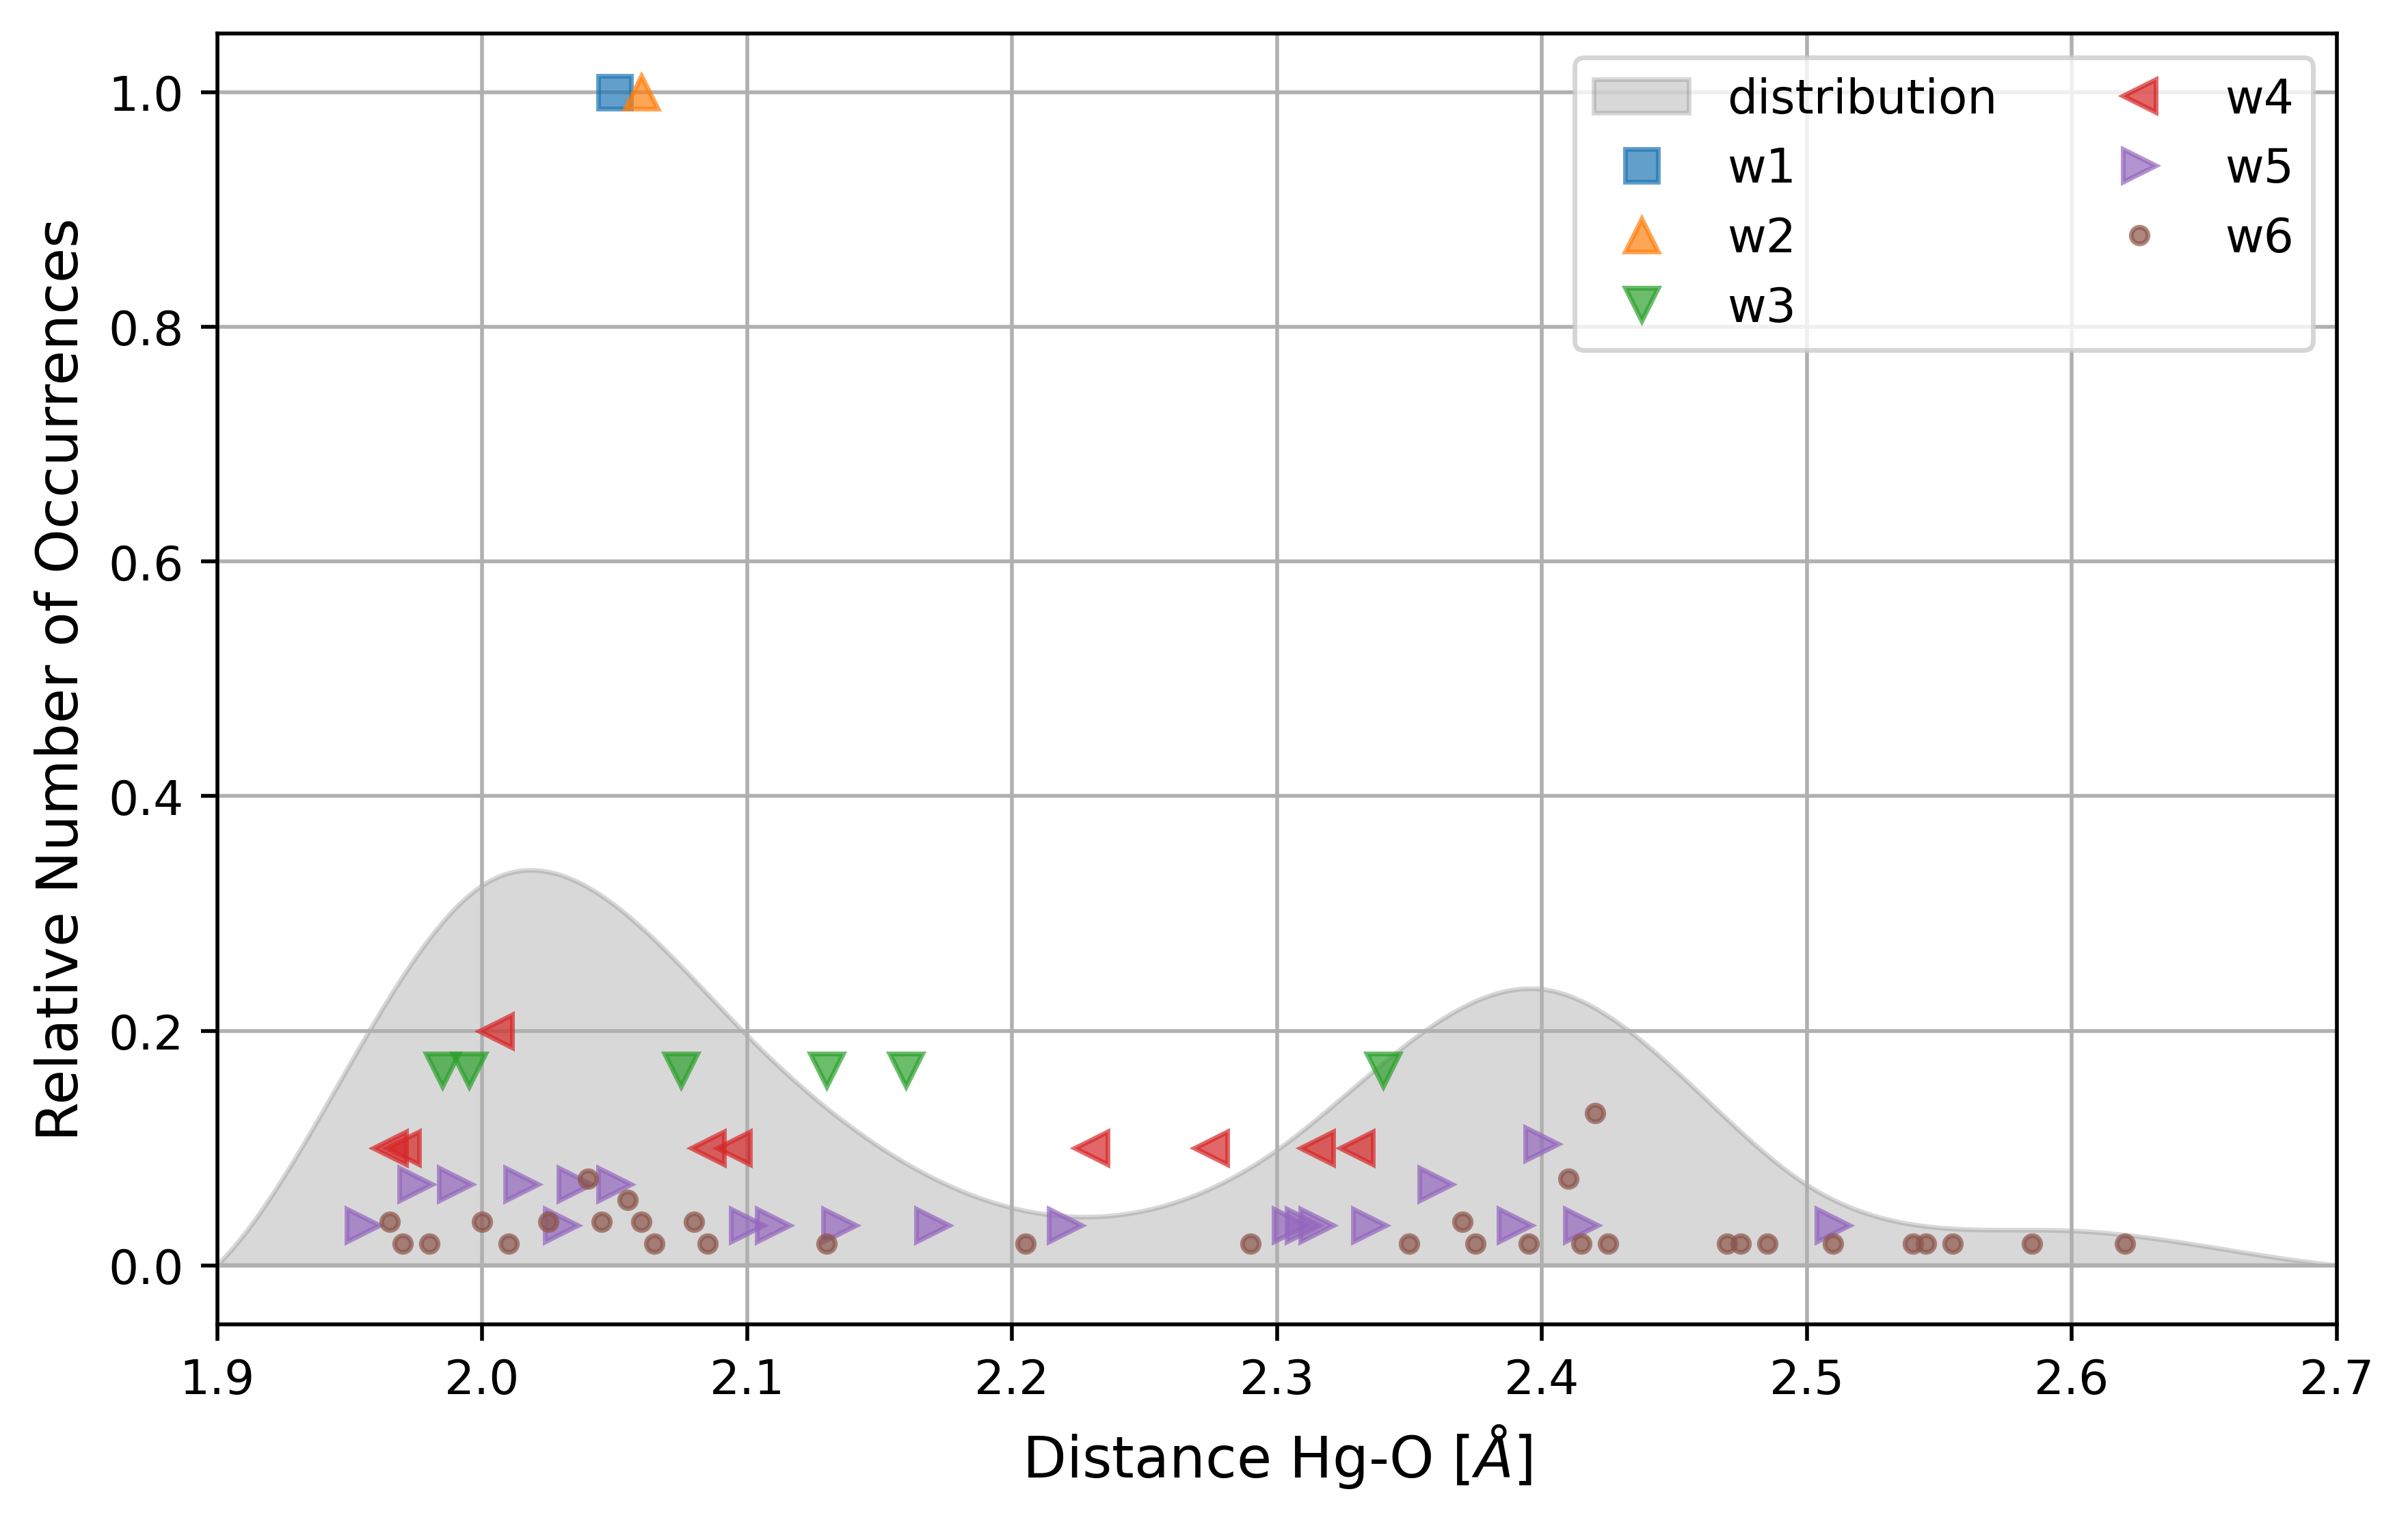 Relative Number of Occurrences
1.0
0.8
0.6
0.4
0.2
0.0
distribution
w1
w2
w3
w4
w5
w6
1.9 2.0 2.1 2.2 2.3 2.4 2.5 2.6 2.7
Distance Hg-O [Å]